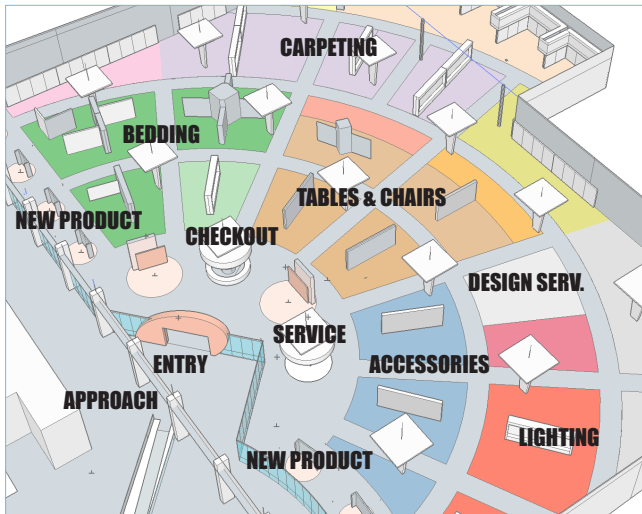 CARPETING
BEDDING
TABLES & CHAIRS
NEW PRODUCT
CHECKOUT
DESIGN SERV.
SERVICE
ENTRY
ACCESSORIES
APPROACH
LIGHTING
NEW PRODUCT